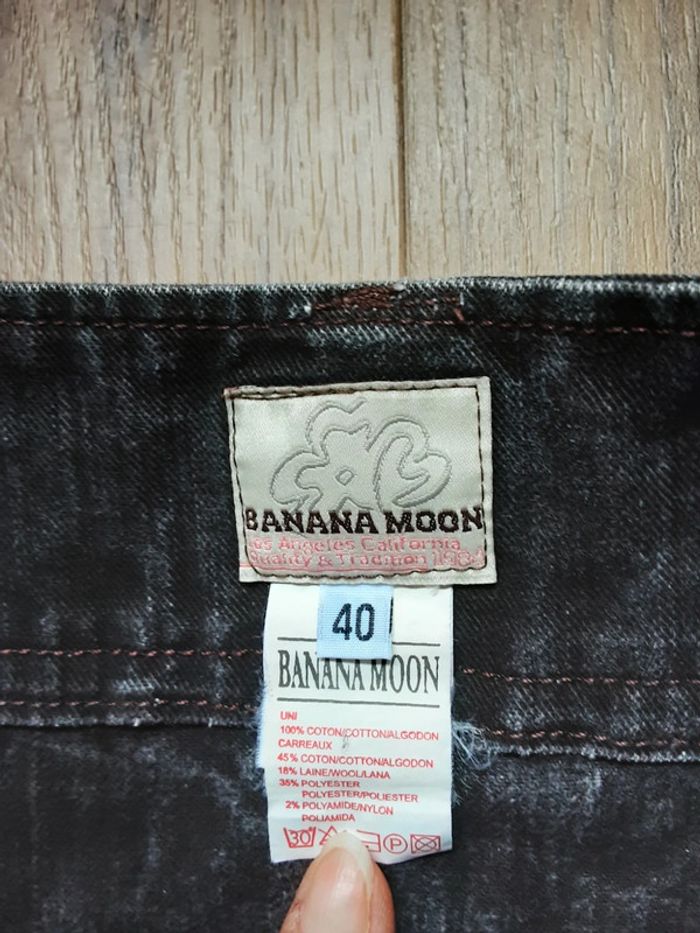 BANANA MOON
Los Angeles California
Quality & Tradition 1984
40
BANANA MOON
UNI
100% COTON/COTTON/ALGODON
CARREAUX
45% COTON/COTTON/ALGODON
18% LAINE/WOOL/LANA
35% POLYESTER
POLYESTER/POLIESTER
2% POLYAMIDE/NYLON
POLIAMIDA
30° P